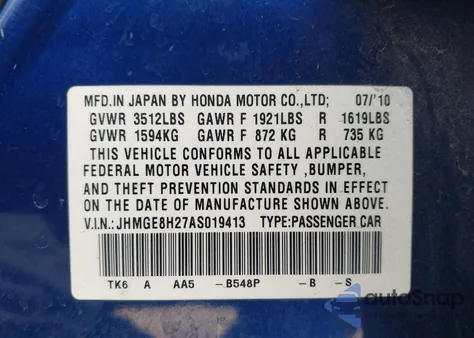 MFD.IN JAPAN BY HONDA MOTOR CO.,LTD; 07/'10
GVWR 3512LBS GAWR F 1921LBS R 1619LBS
GVWR 1594KG GAWR F 872 KG R 735 KG
THIS VEHICLE CONFORMS TO ALL APPLICABLE
FEDERAL MOTOR VEHICLE SAFETY ,BUMPER,
AND THEFT PREVENTION STANDARDS IN EFFECT
ON THE DATE OF MANUFACTURE SHOWN ABOVE.
V.I.N:JHMGE8H27AS019413 TYPE:PASSENGER CAR
TK6 A AA5 -B548P -B -S
autoSnap